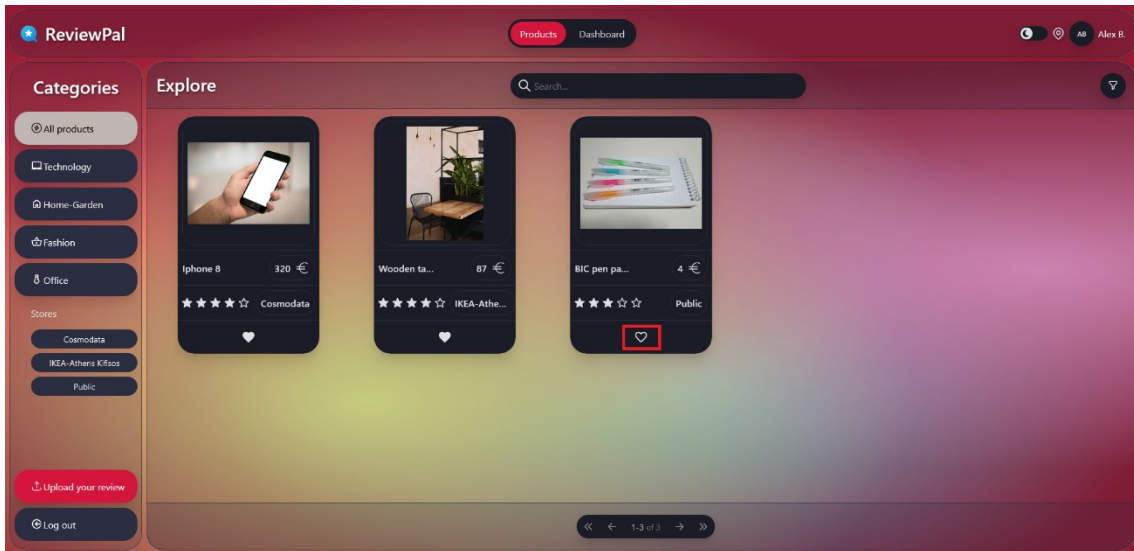 ReviewPal
Products
Dashboard
AB
Alex B.
Categories
All products
Technology
Home-Garden
Fashion
Office
Stores
Cosmodata
IKEA-Athens Kifisos
Public
Upload your review
Log out
Explore
Search...
Iphone 8
320 €
Cosmodata
Wooden ta...
87 €
IKEA-Athe...
BIC pen pa...
4 €
Public
1-3 of 3